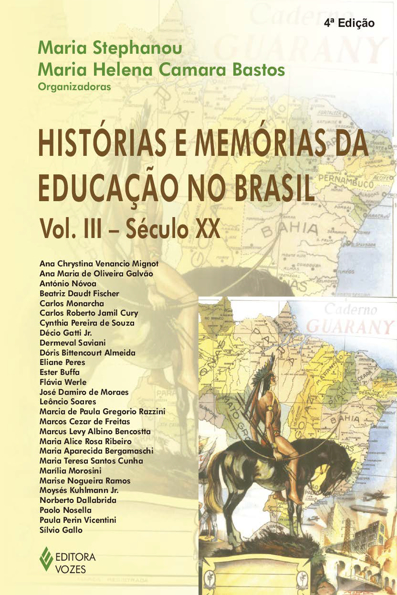 4ª Edição
Maria Stephanou
Maria Helena Camara Bastos
Organizadoras
HISTÓRIAS E MEMÓRIAS DA
EDUCAÇÃO NO BRASIL
Vol. III – Século XX
Ana Chrystina Venancio Mignot
Ana Maria de Oliveira Galvão
António Nóvoa
Beatriz Daudt Fischer
Carlos Monarcha
Carlos Roberto Jamil Cury
Cynthia Pereira de Souza
Décio Gatti Jr.
Dermeval Saviani
Dóris Bittencourt Almeida
Eliane Peres
Ester Buffa
Flávia Werle
José Damiro de Moraes
Leôncio Soares
Marcia de Paula Gregorio Razzini
Marcos Cezar de Freitas
Marcus Levy Albino Bencostta
Maria Alice Rosa Ribeiro
Maria Aparecida Bergamaschi
Maria Teresa Santos Cunha
Marília Morosini
Marise Nogueira Ramos
Moysés Kuhlmann Jr.
Norberto Dallabrida
Paolo Nosella
Paula Perin Vicentini
Silvio Gallo
EDITORA
VOZES
Caderno
GUARANY
PERNAMBUCO
BAHIA
Caderno
GUARANY
BAHIA